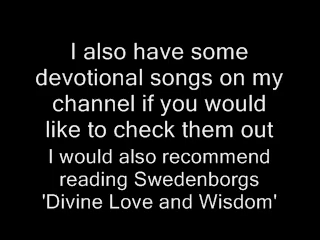 I also have some
devotional songs on my
channel if you would
like to check them out
I would also recommend
reading Swedenborgs
'Divine Love and Wisdom'